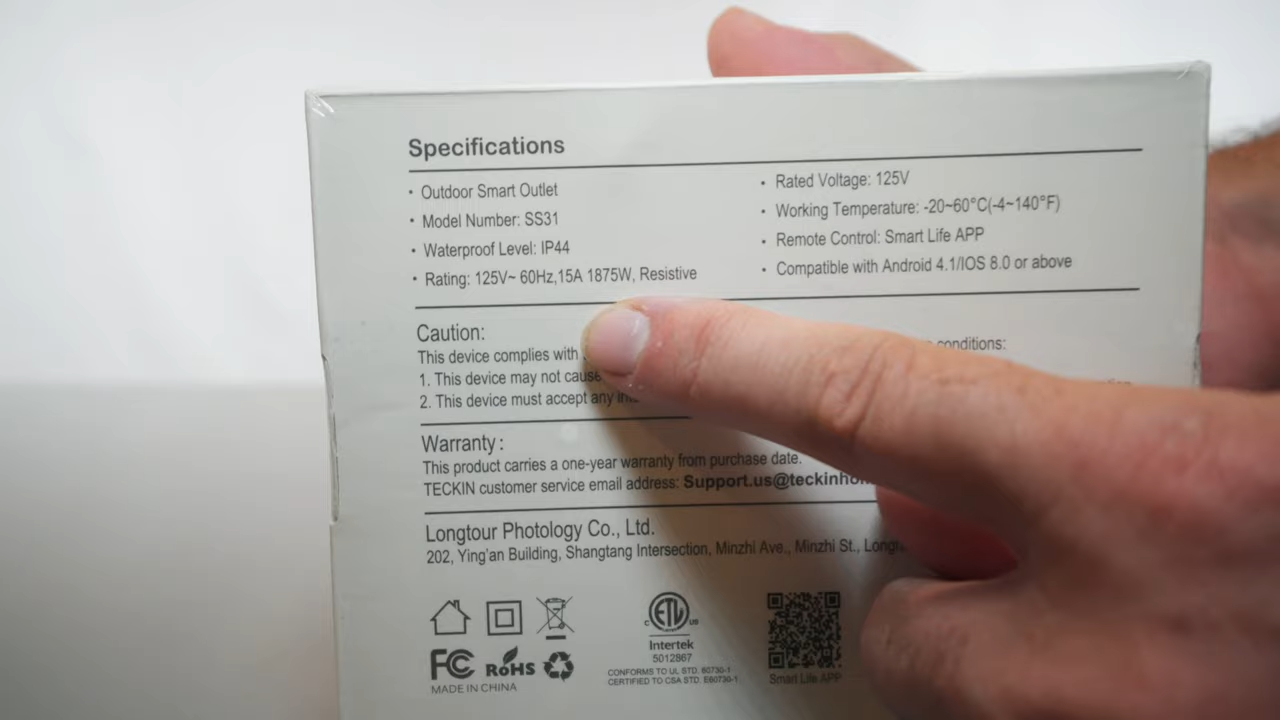 Specifications
• Outdoor Smart Outlet
• Model Number: SS31
• Waterproof Level: IP44
• Rating: 125V~ 60Hz,15A 1875W, Resistive
• Rated Voltage: 125V
• Working Temperature: -20~60°C(-4~140°F)
• Remote Control: Smart Life APP
• Compatible with Android 4.1/IOS 8.0 or above
Caution:
This device complies with conditions:
1. This device may not cause
2. This device must accept any
Warranty:
This product carries a one-year warranty from purchase date.
TECKIN customer service email address:
Longtour Photology Co., Ltd.
202, Ying'an Building, Shangtang Intersection, Minzhi Ave., Minzhi St.,
FC RoHS
MADE IN CHINA
C ETL US
Intertek
5012867
CONFORMS TO UL STD. 60730-1
CERTIFIED TO CSA STD. E60730-1
Smart Life APP